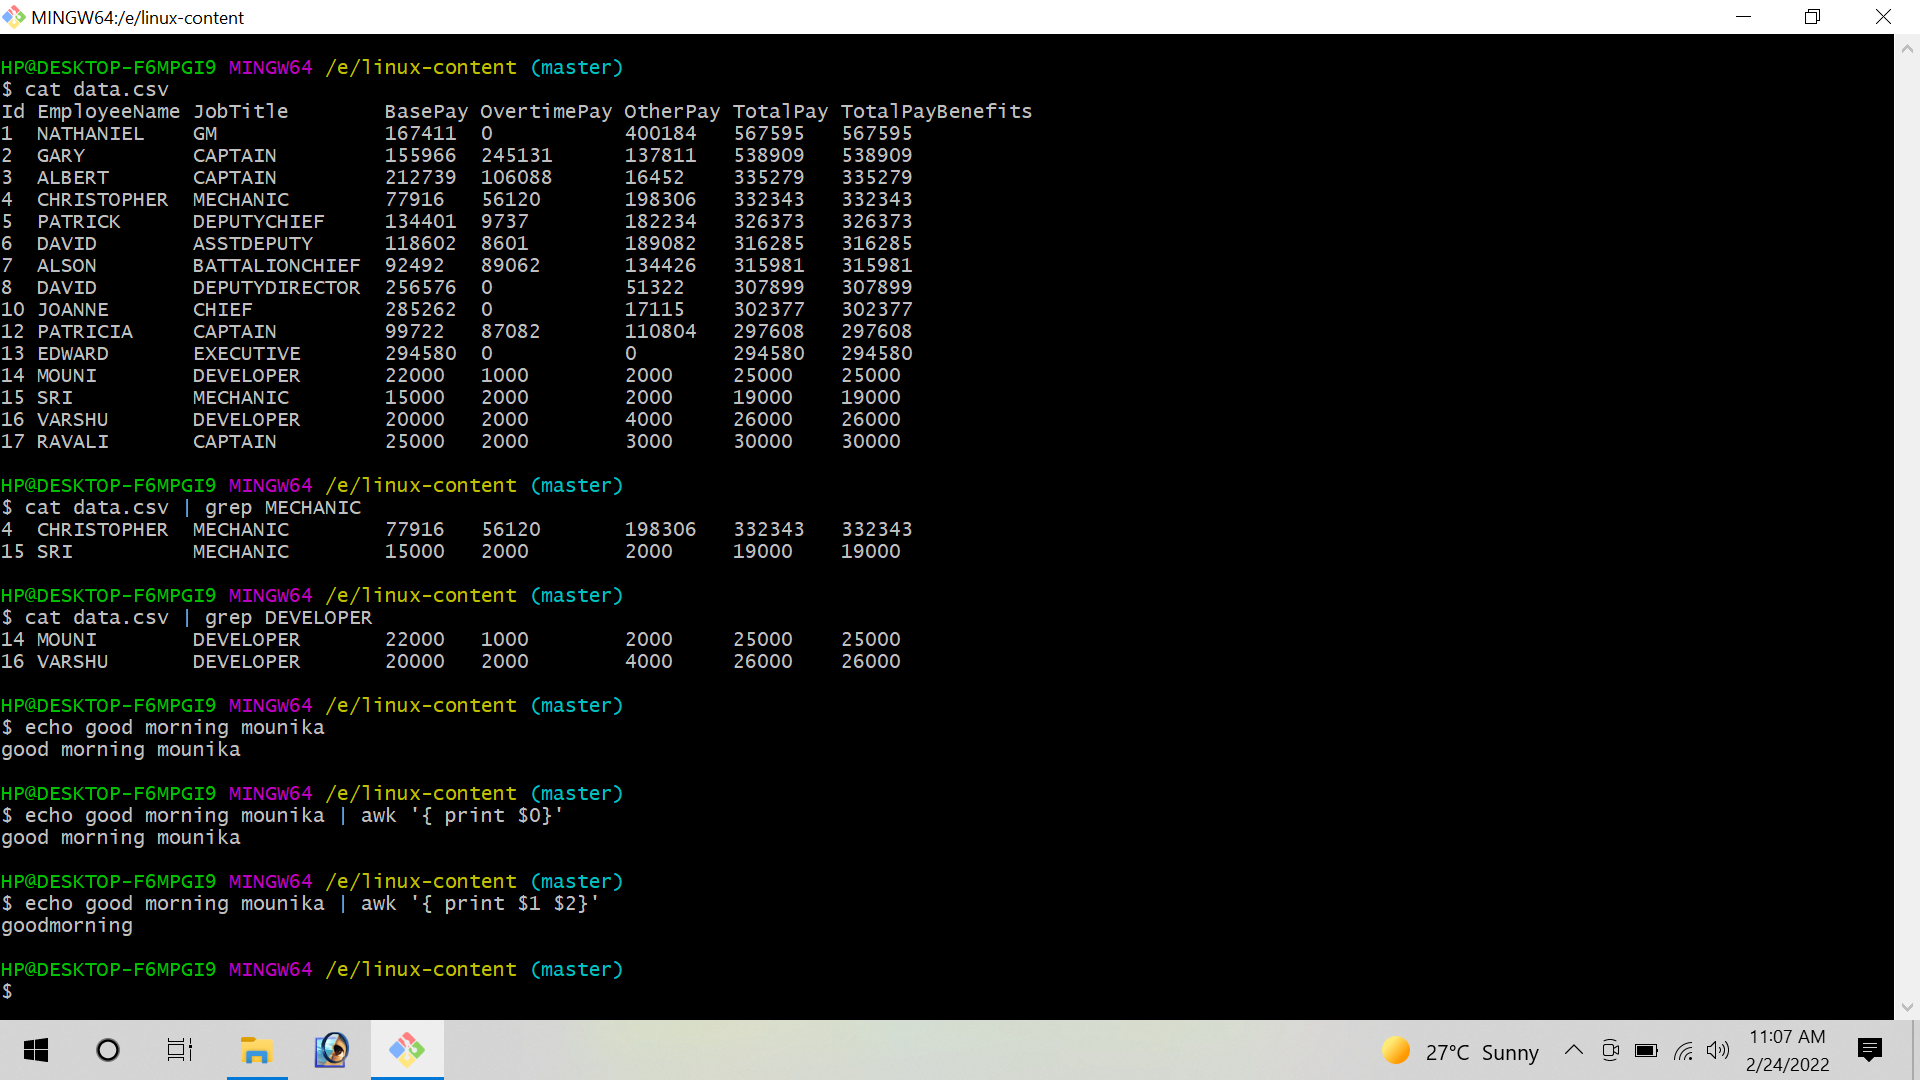 MINGW64:/e/linux-content
HP@DESKTOP-F6MPGI9 MINGW64 /e/linux-content (master)
$ cat data.csv
Id EmployeeName JobTitle        BasePay OvertimePay OtherPay TotalPay TotalPayBenefits
1  NATHANIEL    GM              167411  0           400184   567595   567595
2  GARY         CAPTAIN         155966  245131      137811   538909   538909
3  ALBERT       CAPTAIN         212739  106088      16452    335279   335279
4  CHRISTOPHER  MECHANIC        77916   56120       198306   332343   332343
5  PATRICK      DEPUTYCHIEF     134401  9737        182234   326373   326373
6  DAVID        ASSTDEPUTY      118602  8601        189082   316285   316285
7  ALSON        BATTALIONCHIEF  92492   89062       134426   315981   315981
8  DAVID        DEPUTYDIRECTOR  256576  0           51322    307899   307899
10 JOANNE       CHIEF           285262  0           17115    302377   302377
12 PATRICIA     CAPTAIN         99722   87082       110804   297608   297608
13 EDWARD       EXECUTIVE       294580  0           0        294580   294580
14 MOUNI        DEVELOPER       22000   1000        2000     25000    25000
15 SRI          MECHANIC        15000   2000        2000     19000    19000
16 VARSHU       DEVELOPER       20000   2000        4000     26000    26000
17 RAVALI       CAPTAIN         25000   2000        3000     30000    30000
HP@DESKTOP-F6MPGI9 MINGW64 /e/linux-content (master)
$ cat data.csv | grep MECHANIC
4  CHRISTOPHER  MECHANIC        77916   56120       198306   332343   332343
15 SRI          MECHANIC        15000   2000        2000     19000    19000
HP@DESKTOP-F6MPGI9 MINGW64 /e/linux-content (master)
$ cat data.csv | grep DEVELOPER
14 MOUNI        DEVELOPER       22000   1000        2000     25000    25000
16 VARSHU       DEVELOPER       20000   2000        4000     26000    26000
HP@DESKTOP-F6MPGI9 MINGW64 /e/linux-content (master)
$ echo good morning mounika
good morning mounika
HP@DESKTOP-F6MPGI9 MINGW64 /e/linux-content (master)
$ echo good morning mounika | awk '{ print $0}'
good morning mounika
HP@DESKTOP-F6MPGI9 MINGW64 /e/linux-content (master)
$ echo good morning mounika | awk '{ print $1 $2}'
goodmorning
HP@DESKTOP-F6MPGI9 MINGW64 /e/linux-content (master)
$
27°C Sunny
11:07 AM
2/24/2022